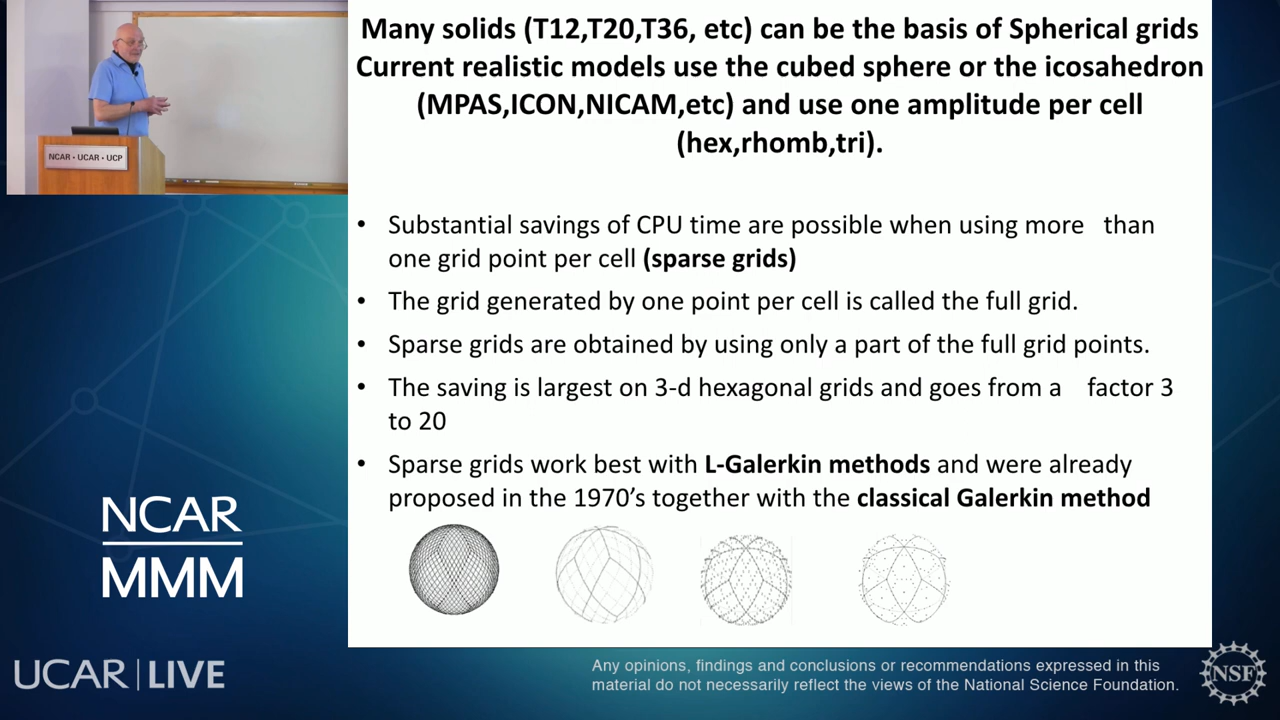 Many solids (T12,T20,T36, etc) can be the basis of Spherical grids
Current realistic models use the cubed sphere or the icosahedron
(MPAS,ICON,NICAM,etc) and use one amplitude per cell
(hex,rhomb,tri).
NCAR • UCAR • UCP
• Substantial savings of CPU time are possible when using more than
one grid point per cell (sparse grids)
• The grid generated by one point per cell is called the full grid.
• Sparse grids are obtained by using only a part of the full grid points.
• The saving is largest on 3-d hexagonal grids and goes from a factor 3
to 20
• Sparse grids work best with L-Galerkin methods and were already
proposed in the 1970’s together with the classical Galerkin method
NCAR
MMM
UCAR | LIVE
Any opinions, findings and conclusions or recommendations expressed in this
material do not necessarily reflect the views of the National Science Foundation.
NSF